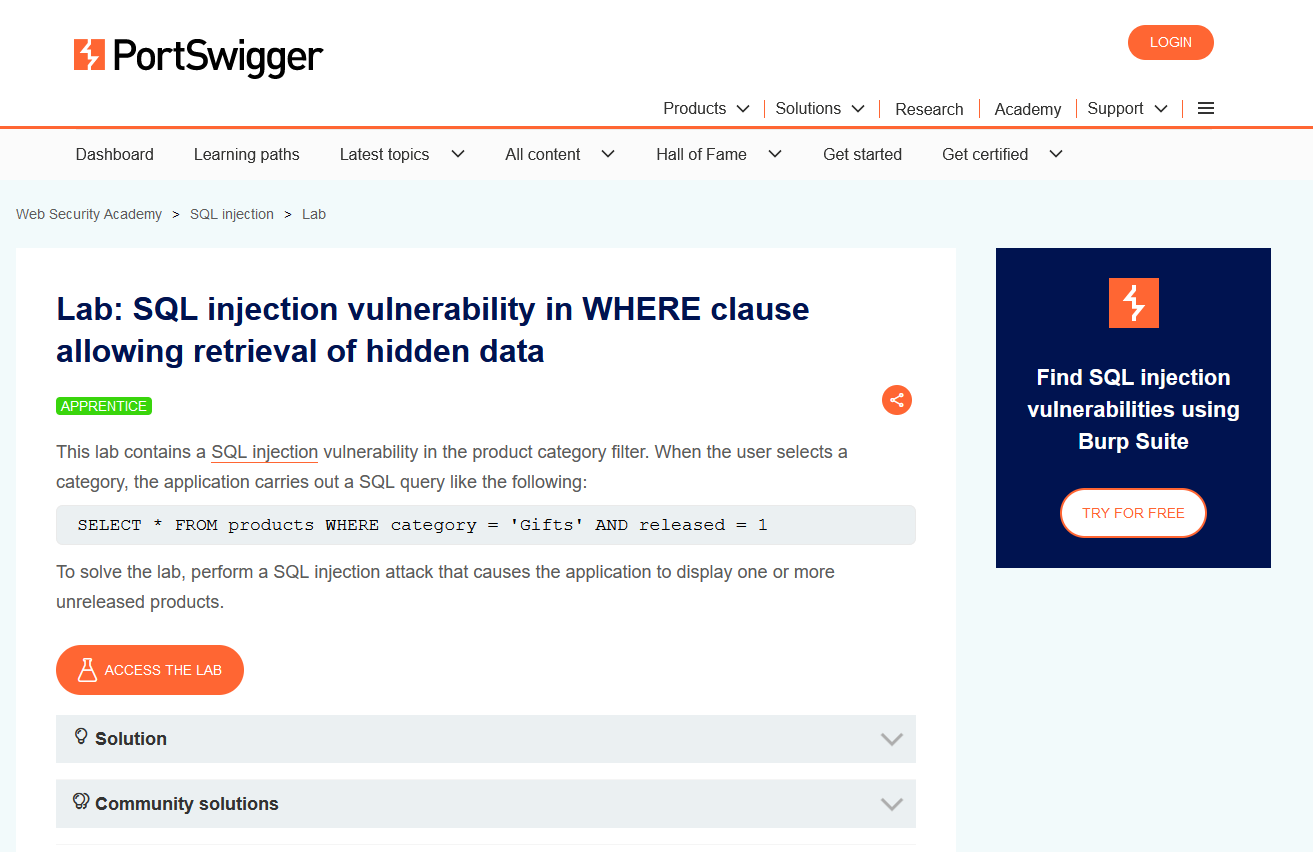 PortSwigger
LOGIN
Products
Solutions
Research
Academy
Support
Dashboard
Learning paths
Latest topics
All content
Hall of Fame
Get started
Get certified
Web Security Academy > SQL injection > Lab
Lab: SQL injection vulnerability in WHERE clause
allowing retrieval of hidden data
APPRENTICE
This lab contains a SQL injection vulnerability in the product category filter. When the user selects a
category, the application carries out a SQL query like the following:
SELECT * FROM products WHERE category = 'Gifts' AND released = 1
To solve the lab, perform a SQL injection attack that causes the application to display one or more
unreleased products.
ACCESS THE LAB
Solution
Community solutions
Find SQL injection
vulnerabilities using
Burp Suite
TRY FOR FREE